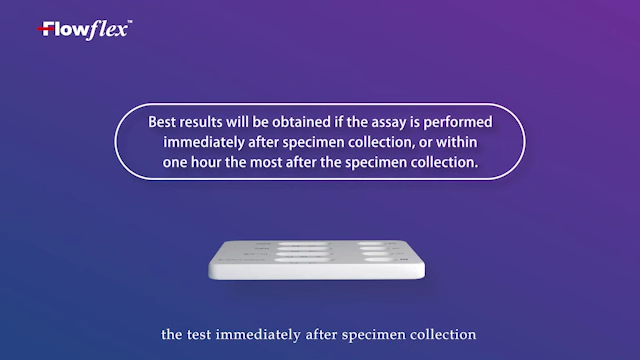 Flowflex™
Best results will be obtained if the assay is performed
immediately after specimen collection, or within
one hour the most after the specimen collection.
the test immediately after specimen collection